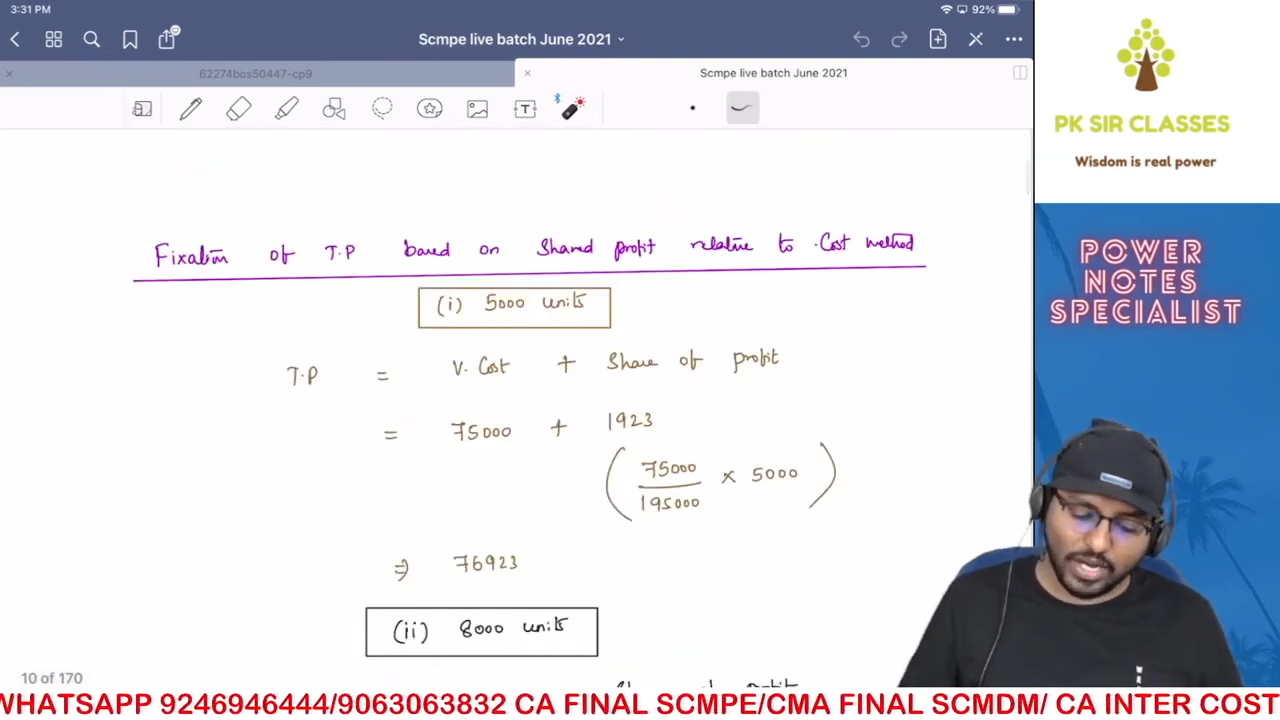 3:31 PM
92%
Scmpe live batch June 2021
62274bos50447-cp9
Scmpe live batch June 2021
PK SIR CLASSES
Wisdom is real power
POWER
NOTES
SPECIALIST
Fixation of T.P based on Shared profit relative to Cost method
(i) 5000 units
T.P = V. Cost + Share of profit
= 75000 + 1923
( 75000 / 195000 × 5000 )
⇒ 76923
(ii) 8000 units
10 of 170
WHATSAPP 9246946444/9063063832 CA FINAL SCMPE/CMA FINAL SCMDM/ CA INTER COST